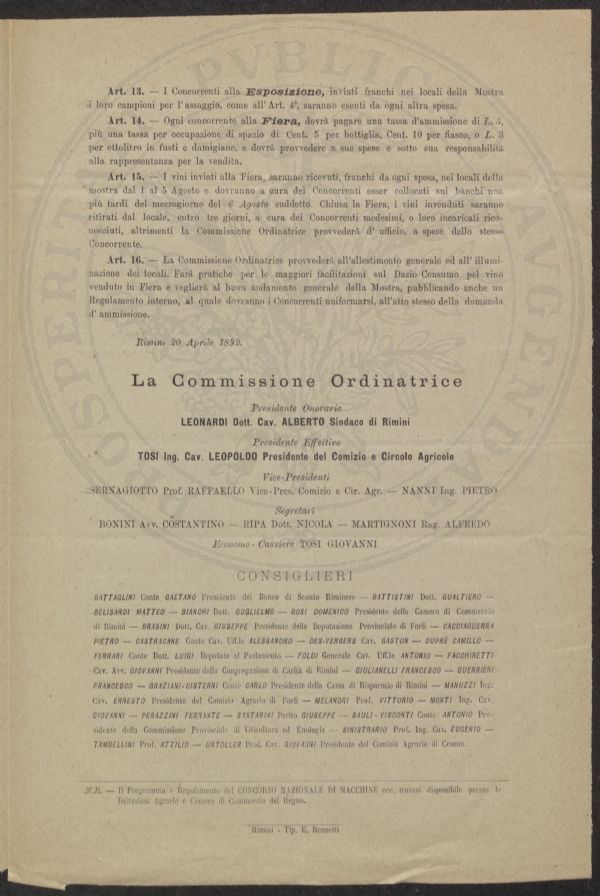 Art. 13. — I Concorrenti alla Esposizione, inviati franchi nei locali della Mostra
i loro campioni per l'assaggio, come all'Art. 4°, saranno esenti da ogni altra spesa.
Art. 14. — Ogni concorrente alla Fiera, dovrà pagare una tassa d'ammissione di L. 5,
più una tassa per occupazione di spazio di Cent. 5 per bottiglia, Cent. 10 per fiasco, o L. 3
per ettolitro in fusti e damigiane, e dovrà provvedere a sue spese e sotto sua responsabilità
alla rappresentanza per la vendita.
Art. 15. — I vini inviati alla Fiera, saranno ricevuti, franchi da ogni spesa, nei locali della
mostra dal 1 al 5 Agosto e dovranno a cura dei Concorrenti esser collocati sui banchi non
più tardi del mezzogiorno del 6 Agosto suddetto. Chiusa la Fiera, i vini invenduti saranno
ritirati dal locale, entro tre giorni, a cura dei Concorrenti medesimi, o loro incaricati rico-
nosciuti, altrimenti la Commissione Ordinatrice provvederà d' ufficio, a spese dello stesso
Concorrente.
Art. 16. — La Commissione Ordinatrice provvederà all'allestimento generale ed all' illumi-
nazione dei locali. Farà pratiche per le maggiori facilitazioni sul Dazio Consumo pel vino
venduto in Fiera e veglierà al buon andamento generale della Mostra, pubblicando anche un
Regolamento interno, al quale dovranno i Concorrenti uniformarsi, all'atto stesso della domanda
d' ammissione.
Rimini 20 Aprile 1892.
La Commissione Ordinatrice
Presidente Onorario
LEONARDI Dott. Cav. ALBERTO Sindaco di Rimini
Presidente Effettivo
TOSI Ing. Cav. LEOPOLDO Presidente del Comizio e Circolo Agricolo
Vice-Presidenti
SERNAGIOTTO Prof. RAFFAELLO Vice-Pres. Comizio e Cir. Agr. — NANNI Ing. PIETRO
Segretari
BONINI Avv. COSTANTINO — RIPA Dott. NICOLA — MARTIGNONI Rag. ALFREDO
Economo - Cassiere TOSI GIOVANNI
CONSIGLIERI
BATTAGLINI Conte GAETANO Presidente del Banco di Sconto Riminese — BATTISTINI Dott. GUALTIERO —
BELISARDI MATTEO — BIANCHI Dott. GUGLIELMO — BOSI DOMENICO Presidente della Camera di Commercio
di Rimini — BRASINI Dott. Cav. GIUSEPPE Presidente della Deputazione Provinciale di Forlì — CACCIAGUERRA
PIETRO — CASTRACANE Conte Cav. Uff.le ALESSANDRO — DES-VERGERS Cav. GASTON — DUPRÈ CAMILLO —
FERRARI Conte Dott. LUIGI Deputato al Parlamento — FOLDI Generale Cav. Uff.le ANTONIO — FACCHINETTI
Cav. Avv. GIOVANNI Presidente della Congregazione di Carità di Rimini — GIULIANELLI FRANCESCO — GUERRIERI
FRANCESCO — GRAZIANI-CISTERNI Conte CARLO Presidente della Cassa di Risparmio di Rimini — MANUZZI Ing.
Cav. ERNESTO Presidente del Comizio Agrario di Forlì — MELANDRI Prof. VITTORIO — MONTI Ing. Cav.
GIOVANNI — PERAZZINI FERRANTE — SANTARINI Perito GIUSEPPE — SAULI - VISCONTI Conte ANTONIO Pre-
sidente della Commissione Provinciale di Viticoltura ed Enologia — SINISTRARIO Prof. Ing. Cav. EUGENIO —
TAMBELLINI Prof. ATTILIO — URTOLLER Prof. Cav. GIOVANNI Presidente del Comizio Agrario di Cesena.
N.B. — Il Programma e Regolamento del CONCORSO NAZIONALE DI MACCHINE ecc. trovasi disponibile presso le
Istituzioni Agrarie e Camere di Commercio del Regno.
Rimini - Tip. E. Renzetti
PROSPERITATI PUBLICAE AUGENDAE